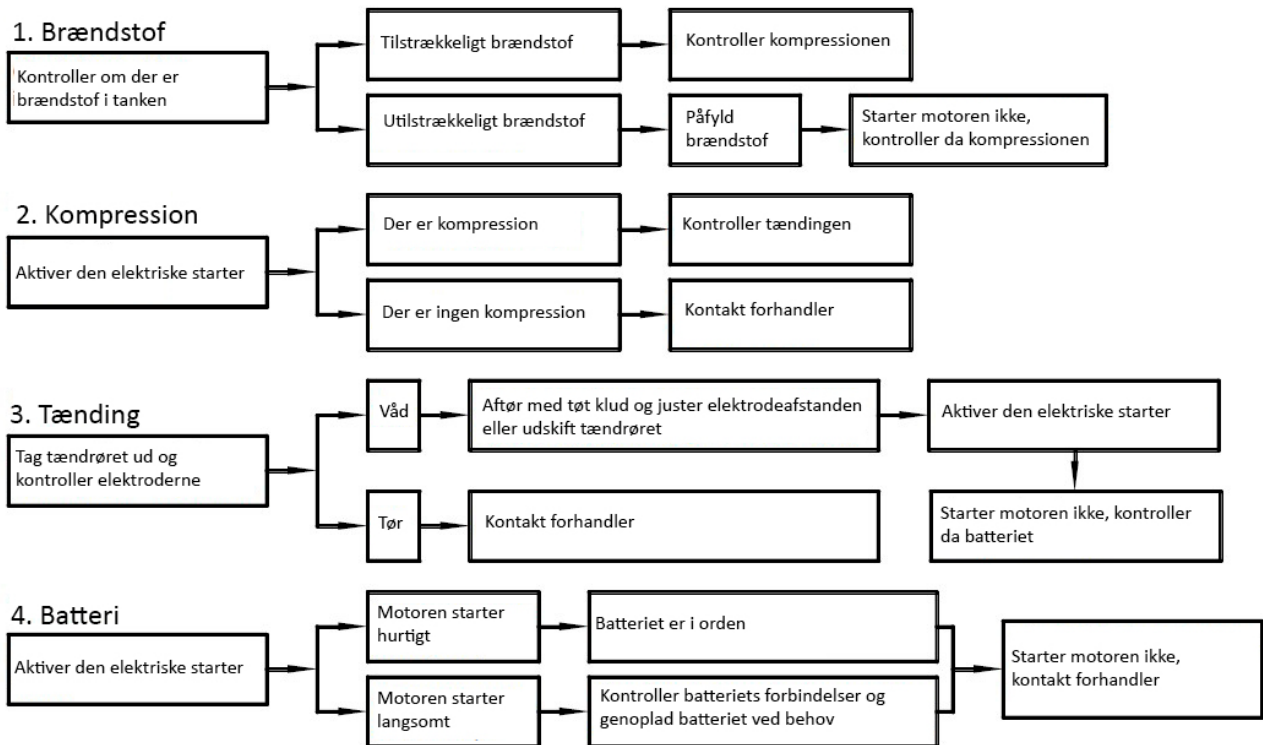 1. Brændstof
Kontroller om der er
brændstof i tanken
Tilstrækkeligt brændstof
Kontroller kompressionen
Utilstrækkeligt brændstof
Påfyld
brændstof
Starter motoren ikke,
kontroller da kompressionen
2. Kompression
Aktiver den elektriske starter
Der er kompression
Kontroller tændingen
Der er ingen kompression
Kontakt forhandler
3. Tænding
Tag tændrøret ud og
kontroller elektroderne
Våd
Aftør med tøt klud og juster elektrodeafstanden
eller udskift tændrøret
Aktiver den elektriske starter
Starter motoren ikke, kontroller
da batteriet
Tør
Kontakt forhandler
4. Batteri
Aktiver den elektriske starter
Motoren starter
hurtigt
Batteriet er i orden
Motoren starter
langsomt
Kontroller batteriets forbindelser og
genoplad batteriet ved behov
Starter motoren ikke,
kontakt forhandler